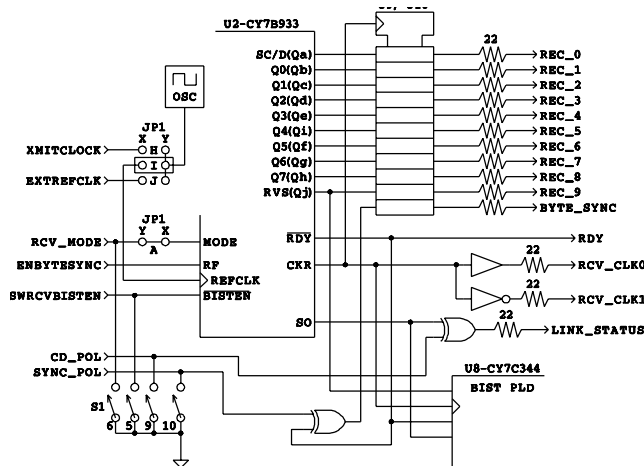 U2-CY7B933
22
SC/D(Qa)
REC_0
Q0(Qb)
REC_1
Q1(Qc)
REC_2
Q2(Qd)
REC_3
Q3(Qe)
REC_4
Q4(Qi)
REC_5
Q5(Qf)
REC_6
Q6(Qg)
REC_7
Q7(Qh)
REC_8
RVS(Qj)
REC_9
BYTE_SYNC
OSC
JP1
X Y
XMITCLOCK
H
I
EXTREFCLK
J
JP1
Y X
RCV_MODE
A
MODE
RDY
RDY
ENBYTESYNC
RF
CKR
22
RCV_CLK0
REFCLK
SWRCVBISTEN
BISTEN
22
RCV_CLK1
SO
22
LINK_STATUS
CD_POL
SYNC_POL
U8-CY7C344
BIST PLD
S1
6 5 9 10